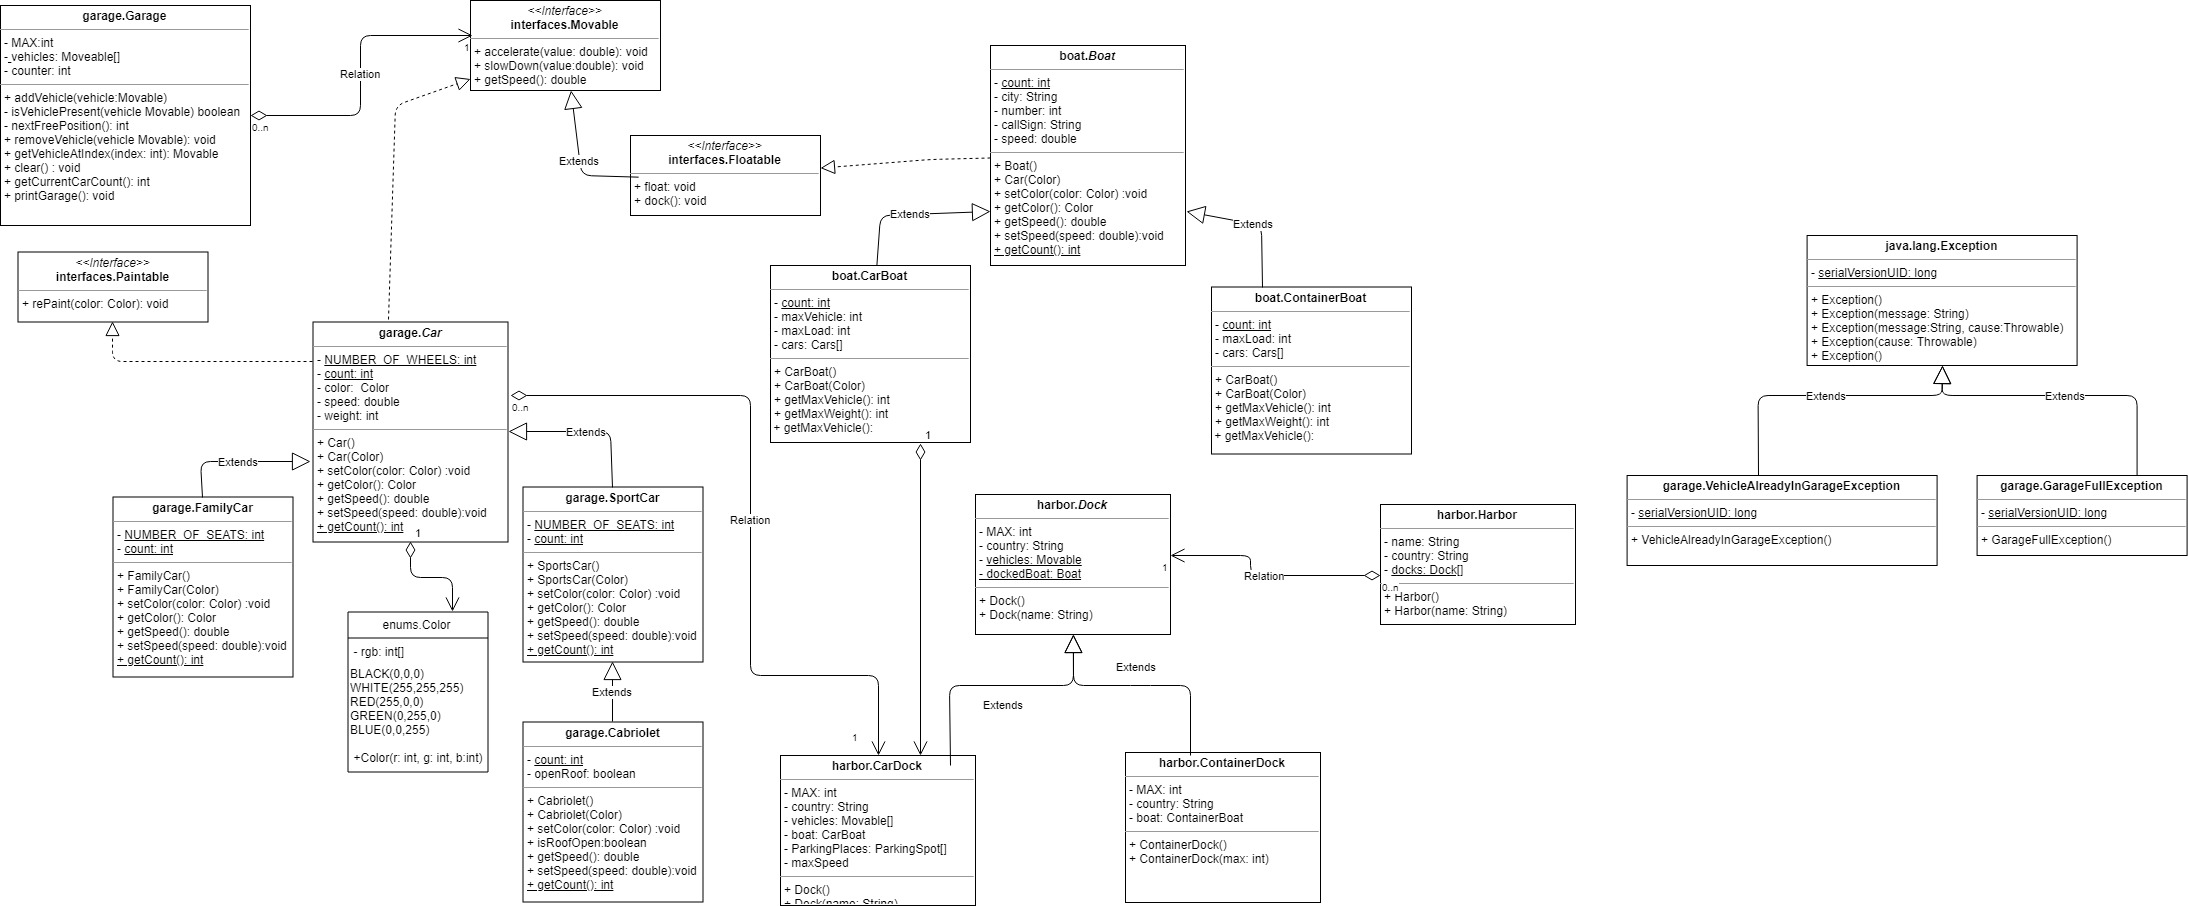 garage.Garage
- MAX:int
- vehicles: Moveable[]
- counter: int
+ addVehicle(vehicle:Movable)
- isVehiclePresent(vehicle Movable) boolean
- nextFreePosition(): int
+ removeVehicle(vehicle Movable): void
+ getVehicleAtIndex(index: int): Movable
+ clear() : void
+ getCurrentCarCount(): int
+ printGarage(): void
0..n
Relation
1
<<Interface>>
interfaces.Movable
+ accelerate(value: double): void
+ slowDown(value:double): void
+ getSpeed(): double
Extends
<<Interface>>
interfaces.Floatable
+ float: void
+ dock(): void
boat.Boat
- count: int
- city: String
- number: int
- callSign: String
- speed: double
+ Boat()
+ Car(Color)
+ setColor(color: Color) :void
+ getColor(): Color
+ getSpeed(): double
+ setSpeed(speed: double):void
+ getCount(): int
Extends
Extends
<<Interface>>
interfaces.Paintable
+ rePaint(color: Color): void
garage.Car
- NUMBER_OF_WHEELS: int
- count: int
- color:  Color
- speed: double
- weight: int
+ Car()
+ Car(Color)
+ setColor(color: Color) :void
+ getColor(): Color
+ getSpeed(): double
+ setSpeed(speed: double):void
+ getCount(): int
1
0..n
Extends
Extends
boat.CarBoat
- count: int
- maxVehicle: int
- maxLoad: int
- cars: Cars[]
+ CarBoat()
+ CarBoat(Color)
+ getMaxVehicle(): int
+ getMaxWeight(): int
+ getMaxVehicle():
1
boat.ContainerBoat
- count: int
- maxLoad: int
- cars: Cars[]
+ CarBoat()
+ CarBoat(Color)
+ getMaxVehicle(): int
+ getMaxWeight(): int
+ getMaxVehicle():
java.lang.Exception
- serialVersionUID: long
+ Exception()
+ Exception(message: String)
+ Exception(message:String, cause:Throwable)
+ Exception(cause: Throwable)
+ Exception()
Extends
Extends
garage.VehicleAlreadyInGarageException
- serialVersionUID: long
+ VehicleAlreadyInGarageException()
garage.GarageFullException
- serialVersionUID: long
+ GarageFullException()
garage.FamilyCar
- NUMBER_OF_SEATS: int
- count: int
+ FamilyCar()
+ FamilyCar(Color)
+ setColor(color: Color) :void
+ getColor(): Color
+ getSpeed(): double
+ setSpeed(speed: double):void
+ getCount(): int
enums.Color
- rgb: int[]
BLACK(0,0,0)
WHITE(255,255,255)
RED(255,0,0)
GREEN(0,255,0)
BLUE(0,0,255)
+Color(r: int, g: int, b:int)
garage.SportCar
- NUMBER_OF_SEATS: int
- count: int
+ SportsCar()
+ SportsCar(Color)
+ setColor(color: Color) :void
+ getColor(): Color
+ getSpeed(): double
+ setSpeed(speed: double):void
+ getCount(): int
Extends
garage.Cabriolet
- count: int
- openRoof: boolean
+ Cabriolet()
+ Cabriolet(Color)
+ setColor(color: Color) :void
+ isRoofOpen:boolean
+ getSpeed(): double
+ setSpeed(speed: double):void
+ getCount(): int
Relation
1
harbor.Dock
- MAX: int
- country: String
- vehicles: Movable
- dockedBoat: Boat
+ Dock()
+ Dock(name: String)
1
Relation
harbor.Harbor
- name: String
- country: String
- docks: Dock[]
0..n
+ Harbor()
+ Harbor(name: String)
Extends
Extends
harbor.CarDock
- MAX: int
- country: String
- vehicles: Movable[]
- boat: CarBoat
- ParkingPlaces: ParkingSpot[]
- maxSpeed
+ Dock()
+ Dock(name: String)
harbor.ContainerDock
- MAX: int
- country: String
- boat: ContainerBoat
+ ContainerDock()
+ ContainerDock(max: int)